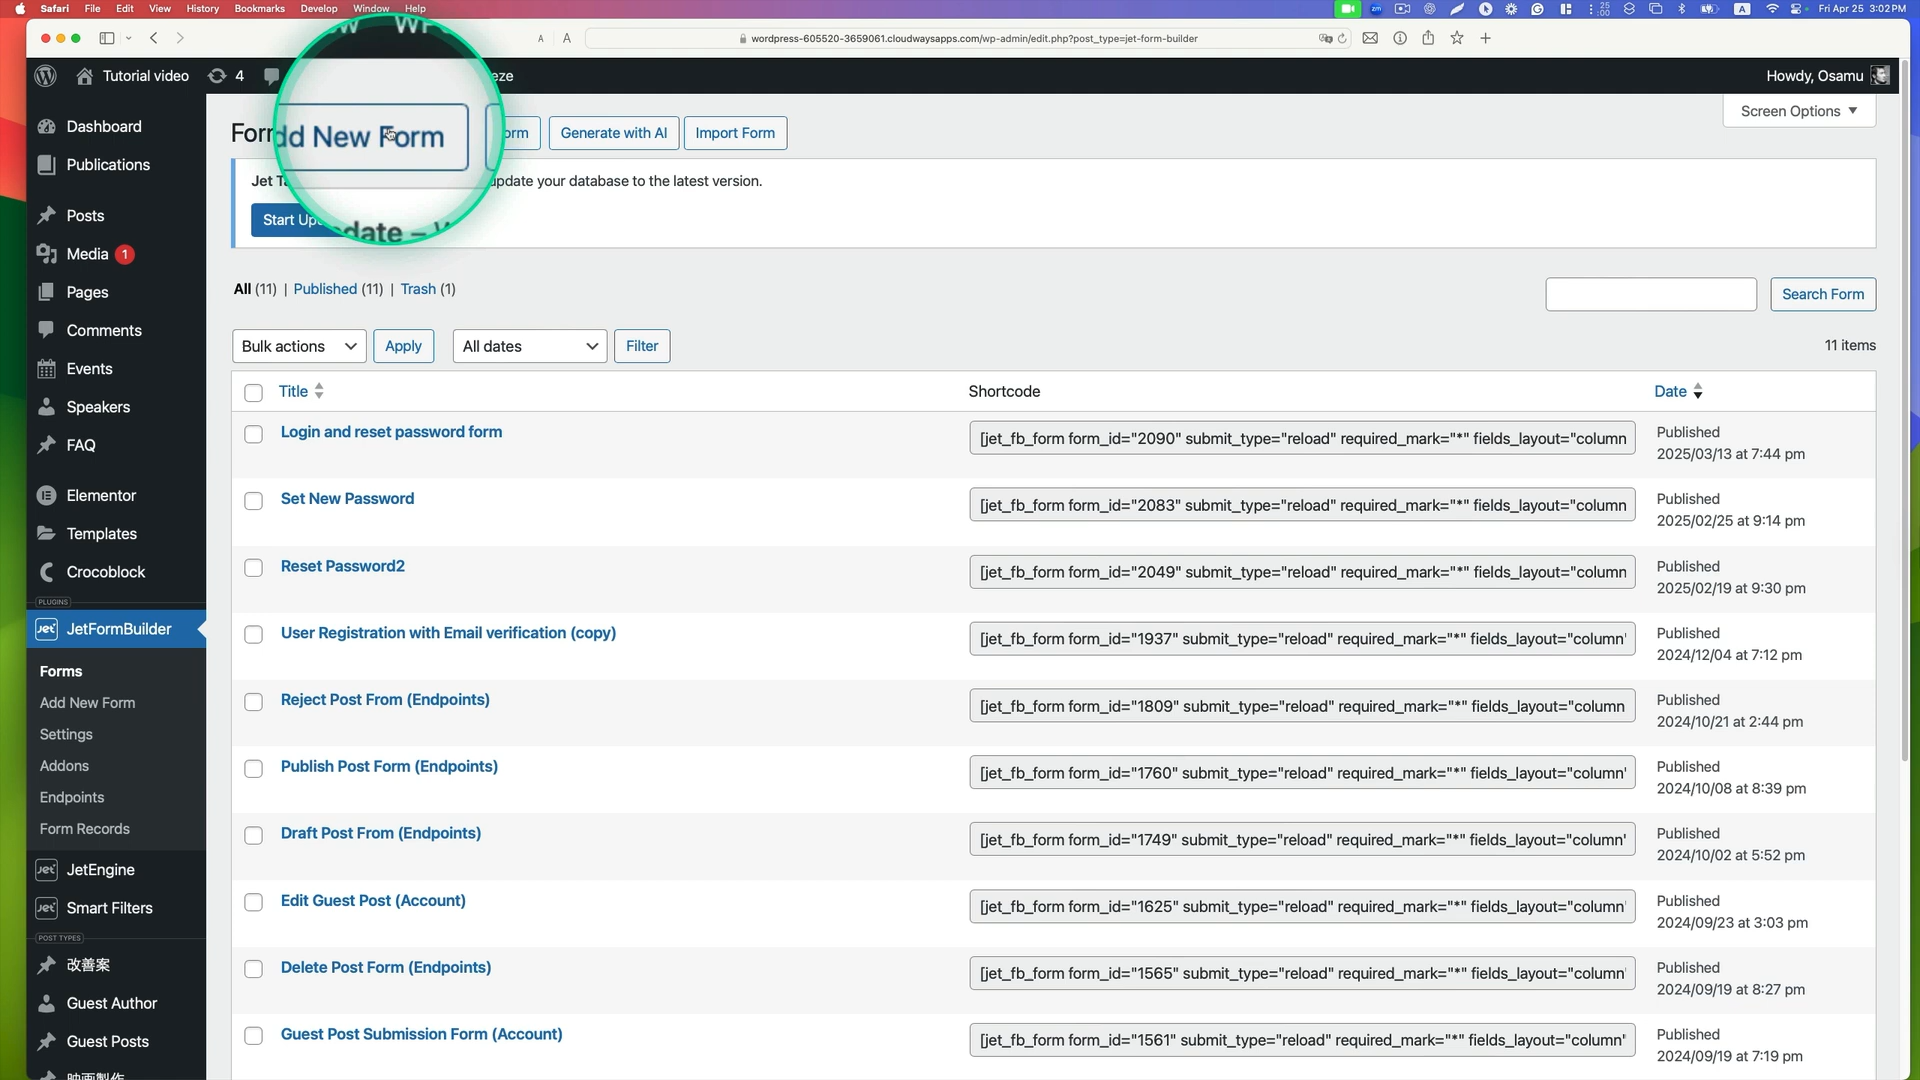 Safari File Edit View History Bookmarks Develop Window Help
25
00
A
Fri Apr 25 3:02 PM
A A
wordpress-605520-3659061.cloudwaysapps.com/wp-admin/edit.php?post_type=jet-form-builder
Tutorial video 4
eze
Howdy, Osamu
Screen Options
dd New Form
orm
Generate with AI
Import Form
update your database to the latest version.
date –
Dashboard
Publications
Posts
Media 1
Pages
Comments
Events
Speakers
FAQ
Elementor
Templates
Crocoblock
PLUGINS
JetFormBuilder
Forms
Add New Form
Settings
Addons
Endpoints
Form Records
JetEngine
Smart Filters
POST TYPES
改善案
Guest Author
Guest Posts
All (11) | Published (11) | Trash (1)
Search Form
Bulk actions
Apply
All dates
Filter
11 items
Title
Shortcode
Date
Login and reset password form
[jet_fb_form form_id="2090" submit_type="reload" required_mark="*" fields_layout="column
Published
2025/03/13 at 7:44 pm
Set New Password
[jet_fb_form form_id="2083" submit_type="reload" required_mark="*" fields_layout="column
Published
2025/02/25 at 9:14 pm
Reset Password2
[jet_fb_form form_id="2049" submit_type="reload" required_mark="*" fields_layout="column
Published
2025/02/19 at 9:30 pm
User Registration with Email verification (copy)
[jet_fb_form form_id="1937" submit_type="reload" required_mark="*" fields_layout="column"
Published
2024/12/04 at 7:12 pm
Reject Post From (Endpoints)
[jet_fb_form form_id="1809" submit_type="reload" required_mark="*" fields_layout="column
Published
2024/10/21 at 2:44 pm
Publish Post Form (Endpoints)
[jet_fb_form form_id="1760" submit_type="reload" required_mark="*" fields_layout="column"
Published
2024/10/08 at 8:39 pm
Draft Post From (Endpoints)
[jet_fb_form form_id="1749" submit_type="reload" required_mark="*" fields_layout="column"
Published
2024/10/02 at 5:52 pm
Edit Guest Post (Account)
[jet_fb_form form_id="1625" submit_type="reload" required_mark="*" fields_layout="column"
Published
2024/09/23 at 3:03 pm
Delete Post Form (Endpoints)
[jet_fb_form form_id="1565" submit_type="reload" required_mark="*" fields_layout="column"
Published
2024/09/19 at 8:27 pm
Guest Post Submission Form (Account)
[jet_fb_form form_id="1561" submit_type="reload" required_mark="*" fields_layout="column"
Published
2024/09/19 at 7:19 pm